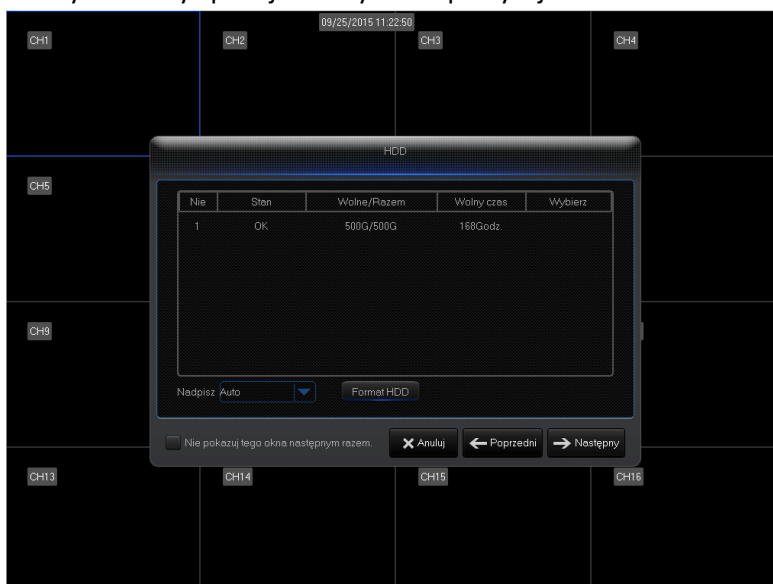 09/25/2015 11:22:50
CH1 CH2 CH3 CH4
HDD
CH5
Nie Stan Wolne/Razem Wolny czas Wybierz
1 OK 500G/500G 168Godz.
CH9
Nadpisz Auto Format HDD
Nie pokazuj tego okna następnym razem. Anuluj Poprzedni Następny
CH13 CH14 CH15 CH16